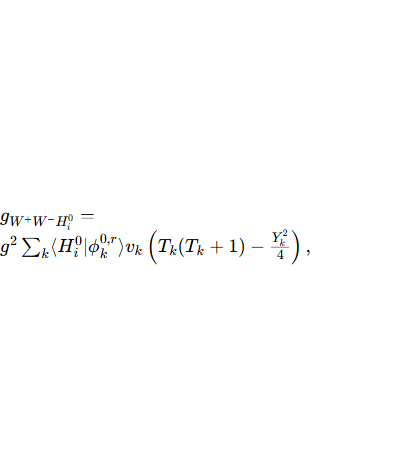 g_{W^+W^-H_i^0} =
g^2 \sum_k \langle H_i^0 | \phi_k^{0,r} \rangle v_k \left( T_k(T_k + 1) - \frac{Y_k^2}{4} \right),